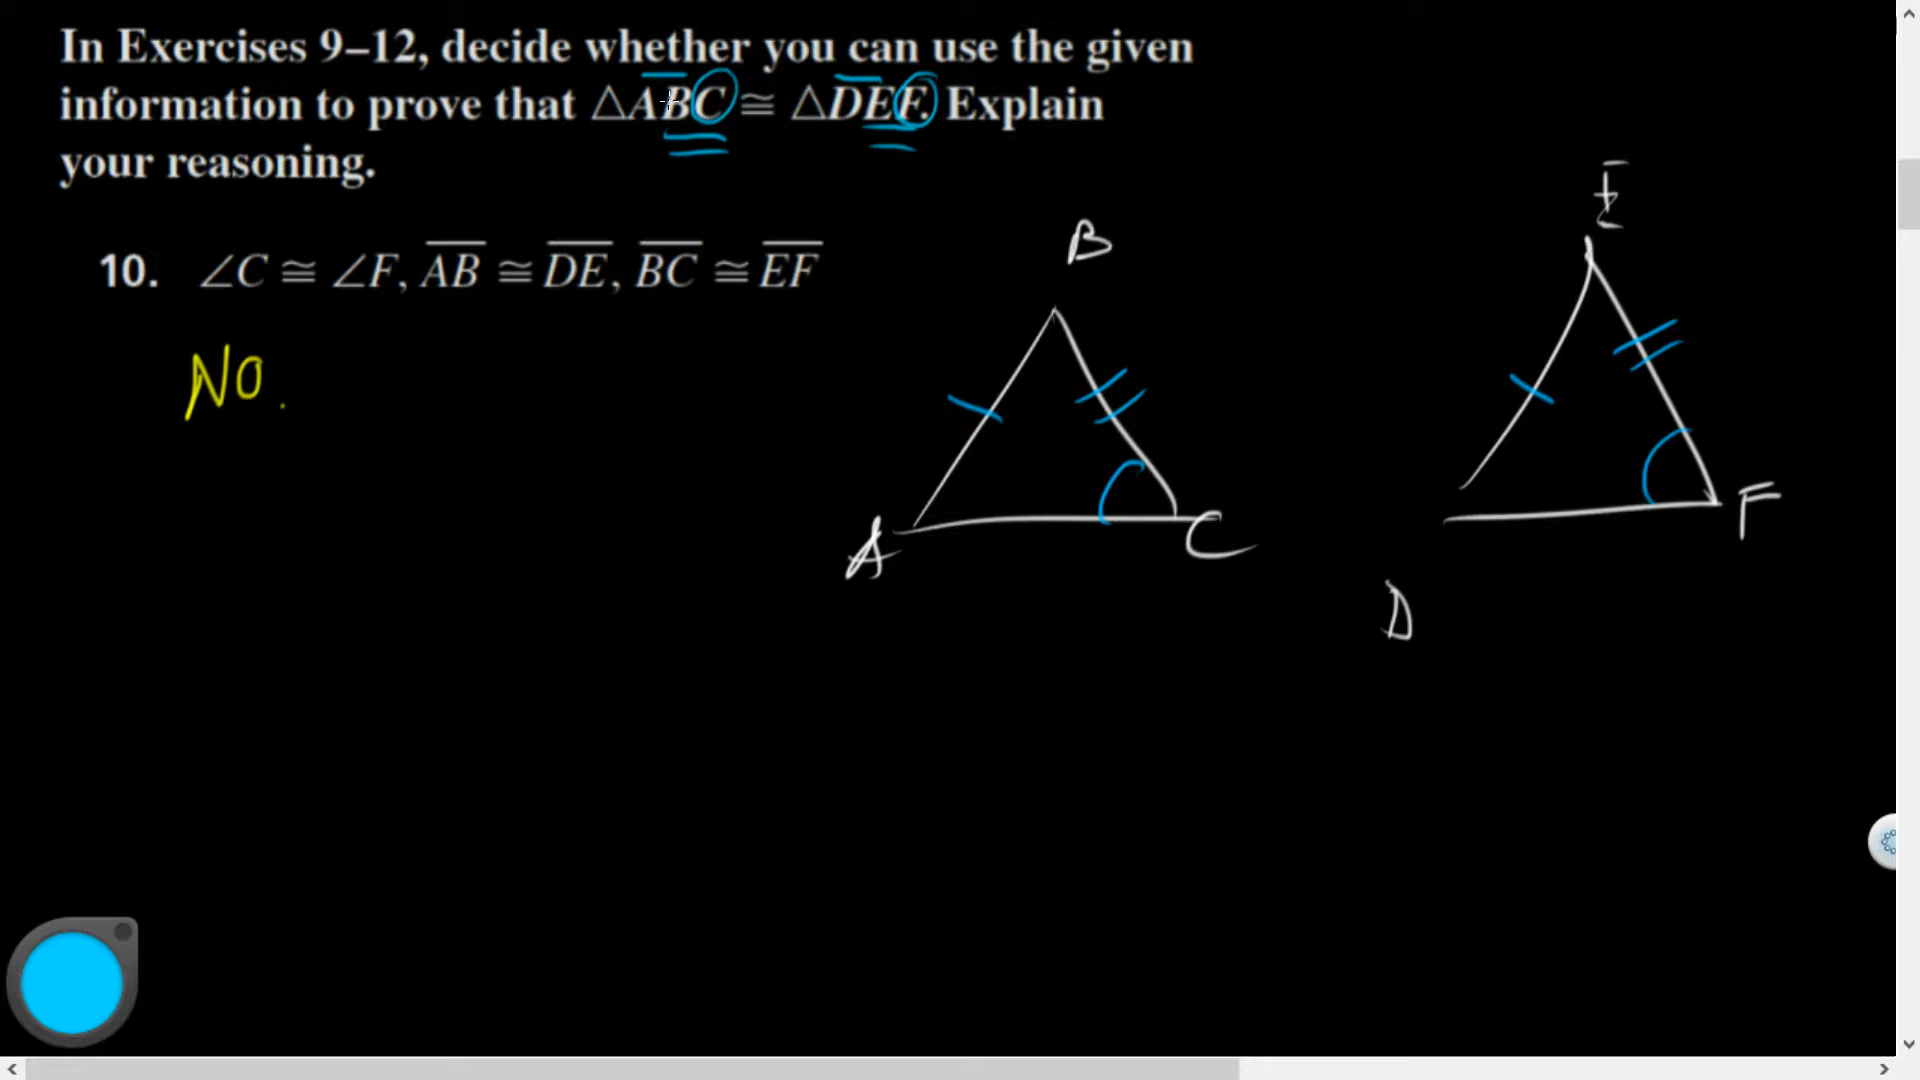 In Exercises 9–12, decide whether you can use the given
information to prove that △ABC ≅ △DEF. Explain
your reasoning.
10. ∠C ≅ ∠F, AB ≅ DE, BC ≅ EF
NO.
B
E
A
C
F
D